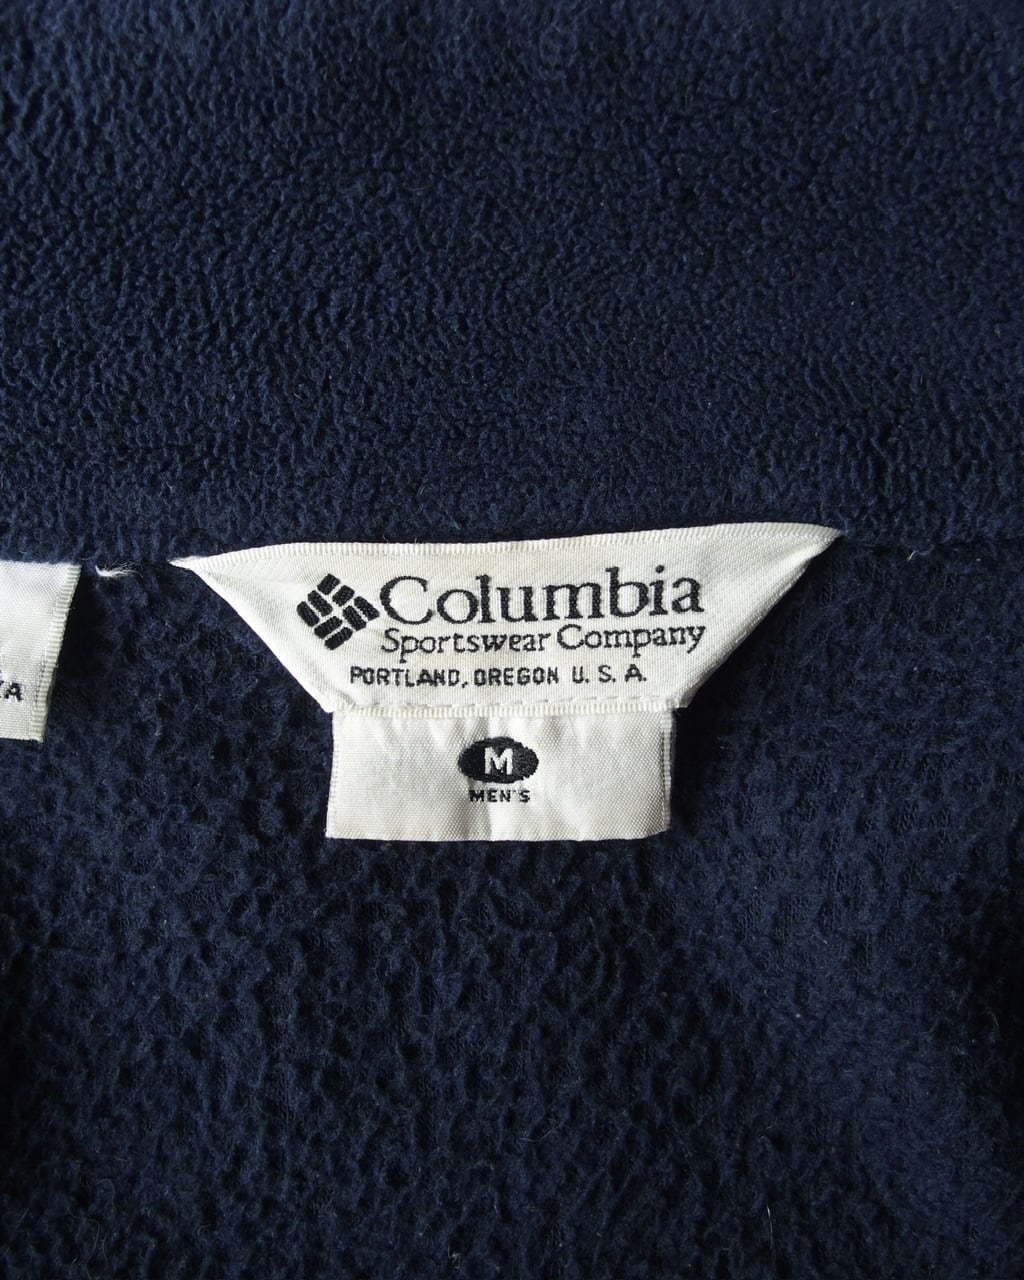 Columbia
Sportswear Company
PORTLAND, OREGON U. S. A.
M
MEN'S